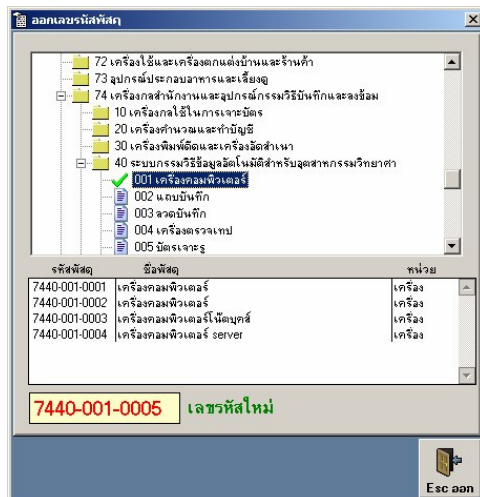 ออกเลขรหัสพัสดุ
72 เครื่องใช้และเครื่องตกแต่งบ้านและร้านค้า
73 อุปกรณ์ประกอบอาหารและเลี้ยงดู
74 เครื่องกลสำนักงานและอุปกรณ์กรรมวิธีบันทึกและลงข้อม
10 เครื่องกลใช้ในการเจาะบัตร
20 เครื่องคำนวณและทำบัญชี
30 เครื่องพิมพ์ดีดและเครื่องอัดสำเนา
40 ระบบกรรมวิธีข้อมูลอัตโนมัติสำหรับอุตสาหกรรมวิทยาศา
001 เครื่องคอมพิวเตอร์
002 แถบบันทึก
003 ลวดบันทึก
004 เครื่องตรวจเทป
005 บัตรเจาะรู
รหัสพัสดุ ชื่อพัสดุ หน่วย
7440-001-0001 เครื่องคอมพิวเตอร์ เครื่อง
7440-001-0002 เครื่องคอมพิวเตอร์ เครื่อง
7440-001-0003 เครื่องคอมพิวเตอร์โน๊ตบุคส์ เครื่อง
7440-001-0004 เครื่องคอมพิวเตอร์ server เครื่อง
7440-001-0005 เลขรหัสใหม่
Esc ออก